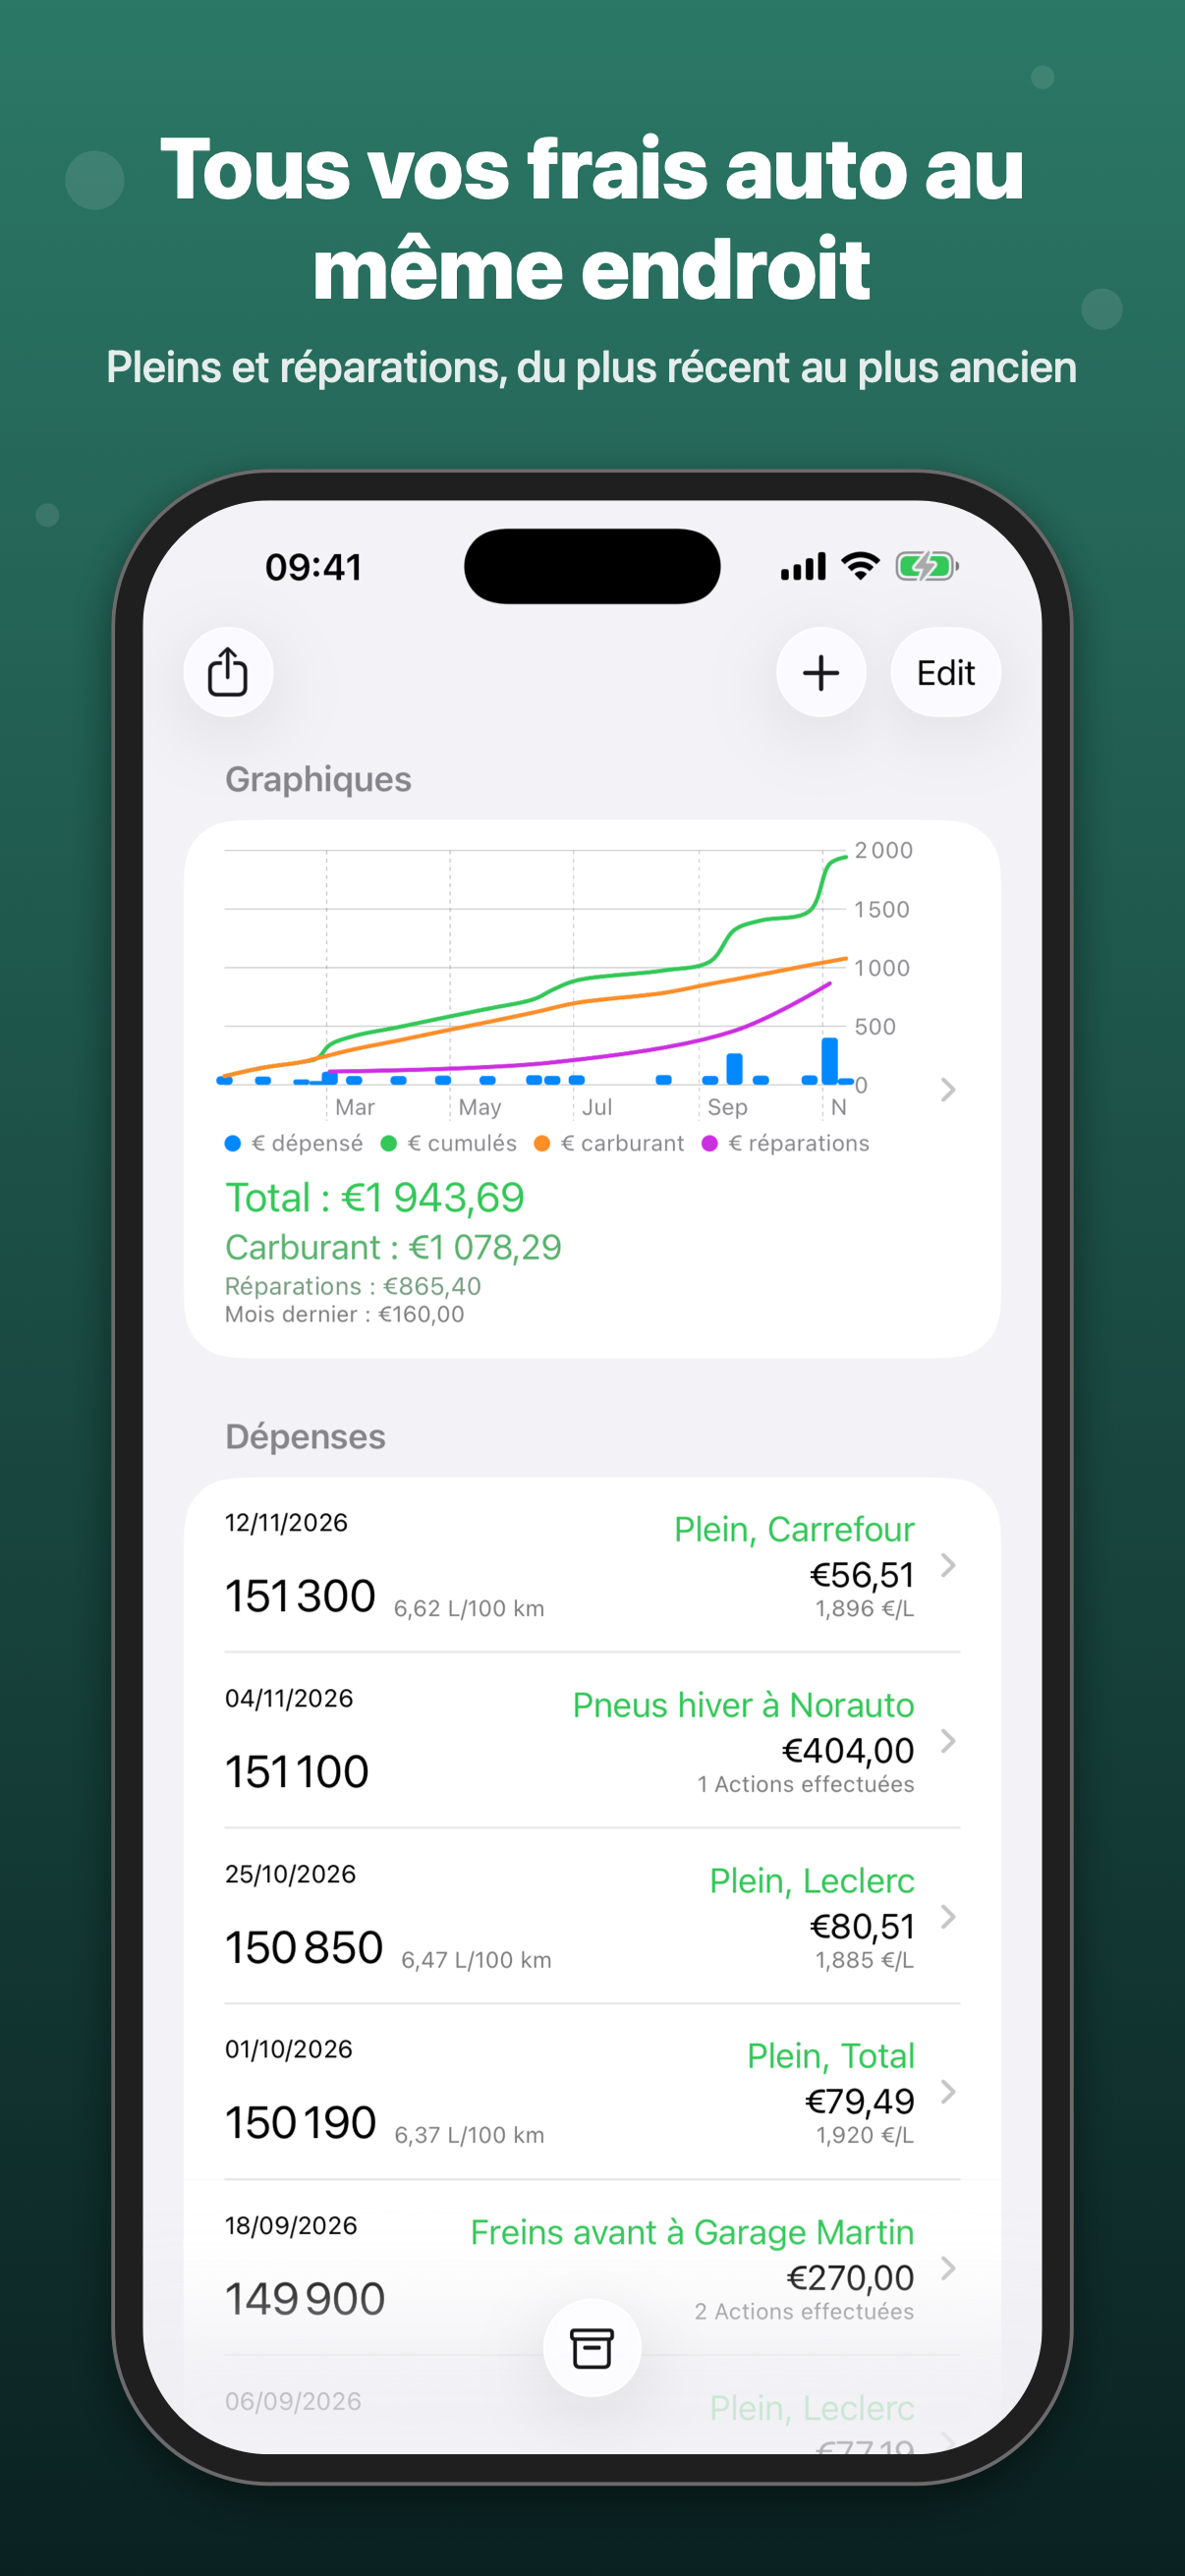 Tous vos frais auto au
même endroit
Pleins et réparations, du plus récent au plus ancien
09:41
Edit
Graphiques
2 000
1 500
1 000
500
0
Mar May Jul Sep N
€ dépensé € cumulés € carburant € réparations
Total : €1 943,69
Carburant : €1 078,29
Réparations : €865,40
Mois dernier : €160,00
Dépenses
12/11/2026 Plein, Carrefour
€56,51
151 300 6,62 L/100 km 1,896 €/L
04/11/2026 Pneus hiver à Norauto
€404,00
151 100 1 Actions effectuées
25/10/2026 Plein, Leclerc
€80,51
150 850 6,47 L/100 km 1,885 €/L
01/10/2026 Plein, Total
€79,49
150 190 6,37 L/100 km 1,920 €/L
18/09/2026 Freins avant à Garage Martin
€270,00
149 900 2 Actions effectuées
06/09/2026 Plein, Leclerc
€77,19